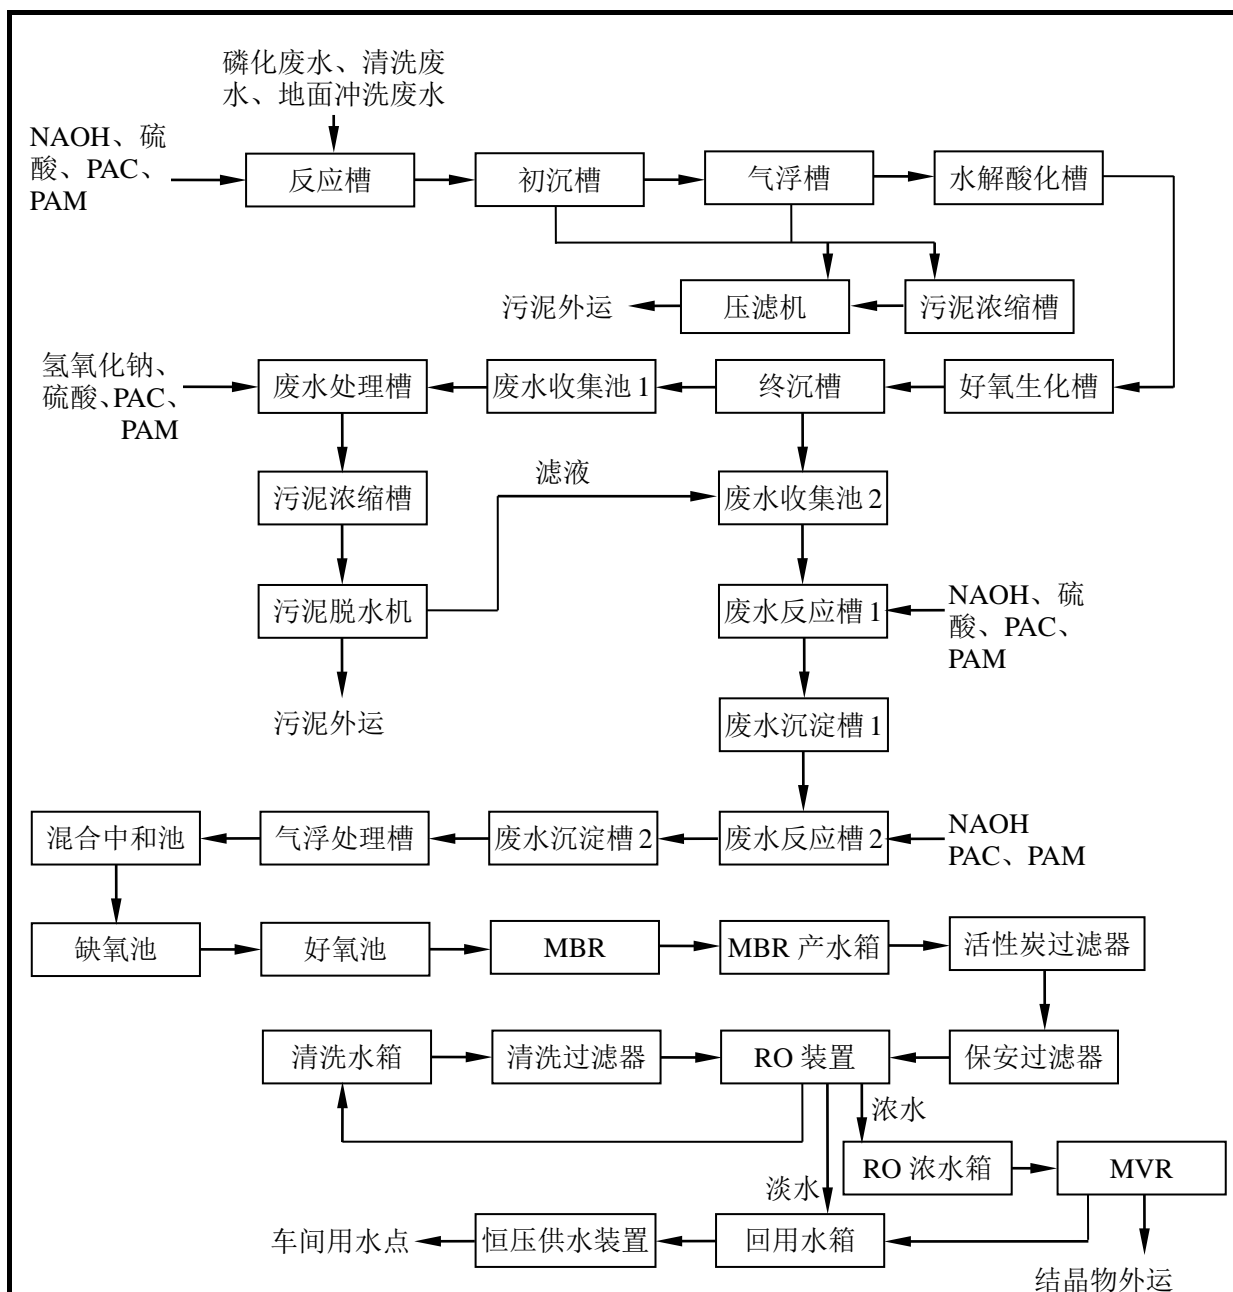 磷化废水、清洗废
水、地面冲洗废水
NAOH、硫
酸、PAC、
PAM
反应槽
初沉槽
气浮槽
水解酸化槽
污泥外运
压滤机
污泥浓缩槽
氢氧化钠、
硫酸、PAC、
PAM
废水处理槽
废水收集池 1
终沉槽
好氧生化槽
污泥浓缩槽
滤液
废水收集池 2
污泥脱水机
废水反应槽 1
NAOH、硫
酸、PAC、
PAM
污泥外运
废水沉淀槽 1
混合中和池
气浮处理槽
废水沉淀槽 2
废水反应槽 2
NAOH
PAC、PAM
缺氧池
好氧池
MBR
MBR 产水箱
活性炭过滤器
清洗水箱
清洗过滤器
RO 装置
保安过滤器
浓水
RO 浓水箱
MVR
淡水
车间用水点
恒压供水装置
回用水箱
结晶物外运